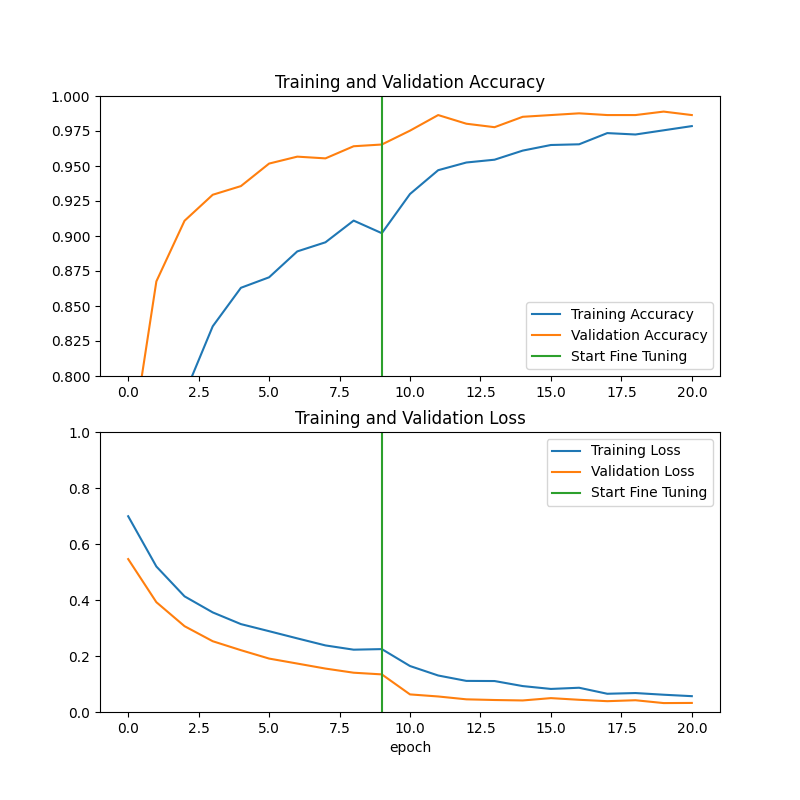 Training and Validation Accuracy
1.000
0.975
0.950
0.925
0.900
0.875
0.850
0.825
0.800
Training Accuracy
Validation Accuracy
Start Fine Tuning
0.0 2.5 5.0 7.5 10.0 12.5 15.0 17.5 20.0
Training and Validation Loss
1.0
0.8
0.6
0.4
0.2
0.0
Training Loss
Validation Loss
Start Fine Tuning
0.0 2.5 5.0 7.5 10.0 12.5 15.0 17.5 20.0
epoch